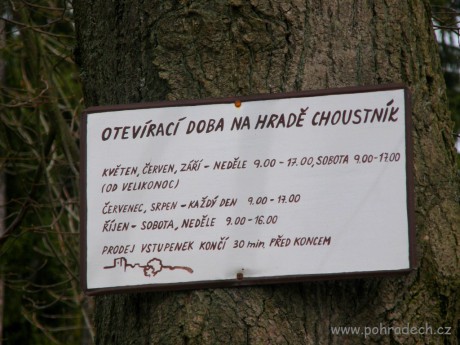 OTEVÍRACÍ DOBA NA HRADĚ CHOUSTNÍK
KVĚTEN, ČERVEN, ZÁŘÍ - NEDĚLE 9.00 - 17.00, SOBOTA 9.00-17.00
(OD VELIKONOC)
ČERVENEC, SRPEN - KAŽDÝ DEN 9.00 - 17.00
ŘÍJEN - SOBOTA, NEDĚLE 9.00 - 16.00
PRODEJ VSTUPENEK KONČÍ 30 min PŘED KONCEM
www.pohradech.cz